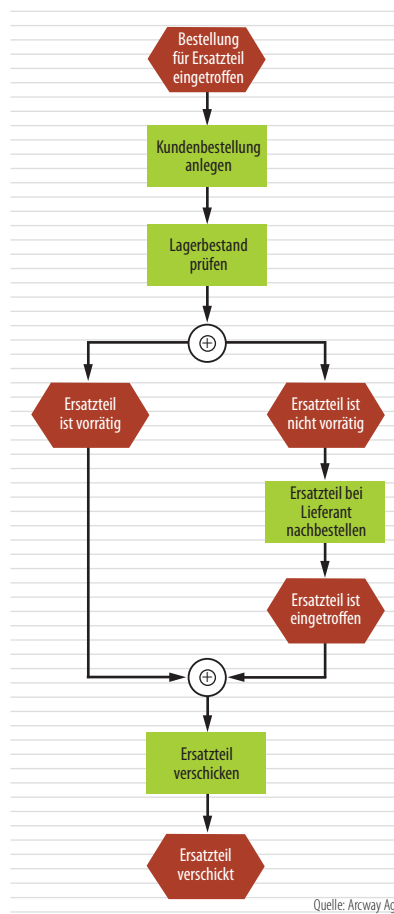 Bestellung
für Ersatzteil
eingetroffen
Kundenbestellung
anlegen
Lagerbestand
prüfen
Ersatzteil
ist vorrätig
Ersatzteil ist
nicht vorrätig
Ersatzteil bei
Lieferant
nachbestellen
Ersatzteil ist
eingetroffen
Ersatzteil
verschicken
Ersatzteil
verschickt
Quelle: Arcway Ag